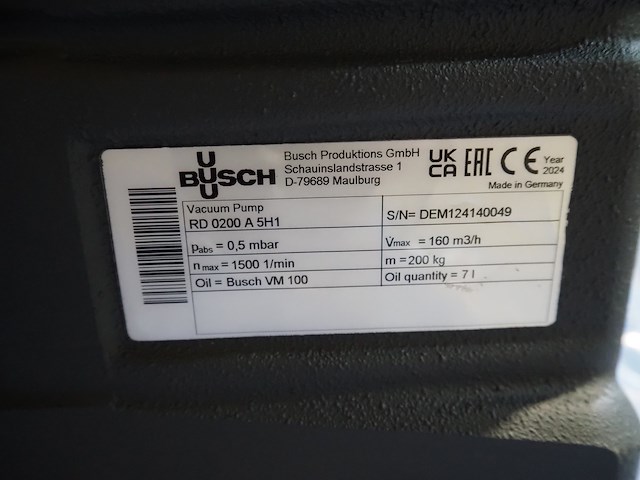 BUSCH
Busch Produktions GmbH
Schauinslandstrasse 1
D-79689 Maulburg
UK CA EAC CE Year 2024
Made in Germany
Vacuum Pump
RD 0200 A 5H1
S/N= DEM124140049
Pabs = 0,5 mbar
V̇max = 160 m3/h
n max = 1500 1/min
m = 200 kg
Oil = Busch VM 100
Oil quantity = 7 l